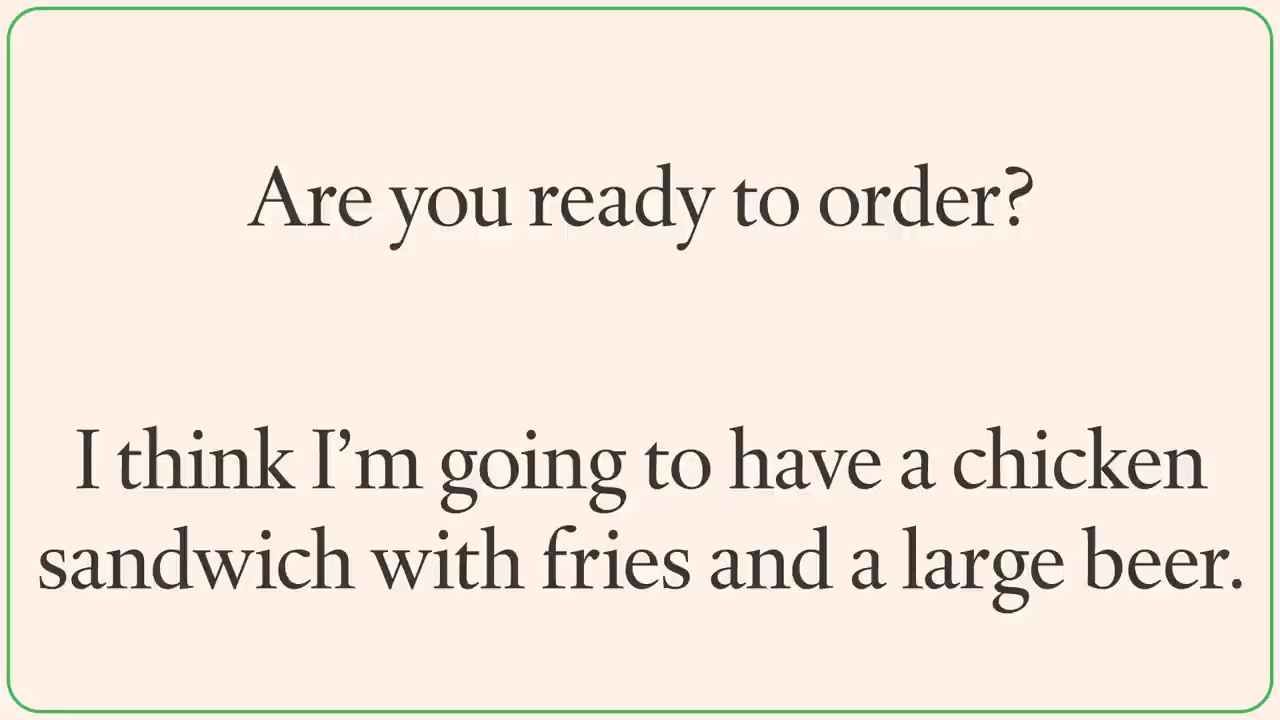 Are you ready to order?
I think I’m going to have a chicken
sandwich with fries and a large beer.